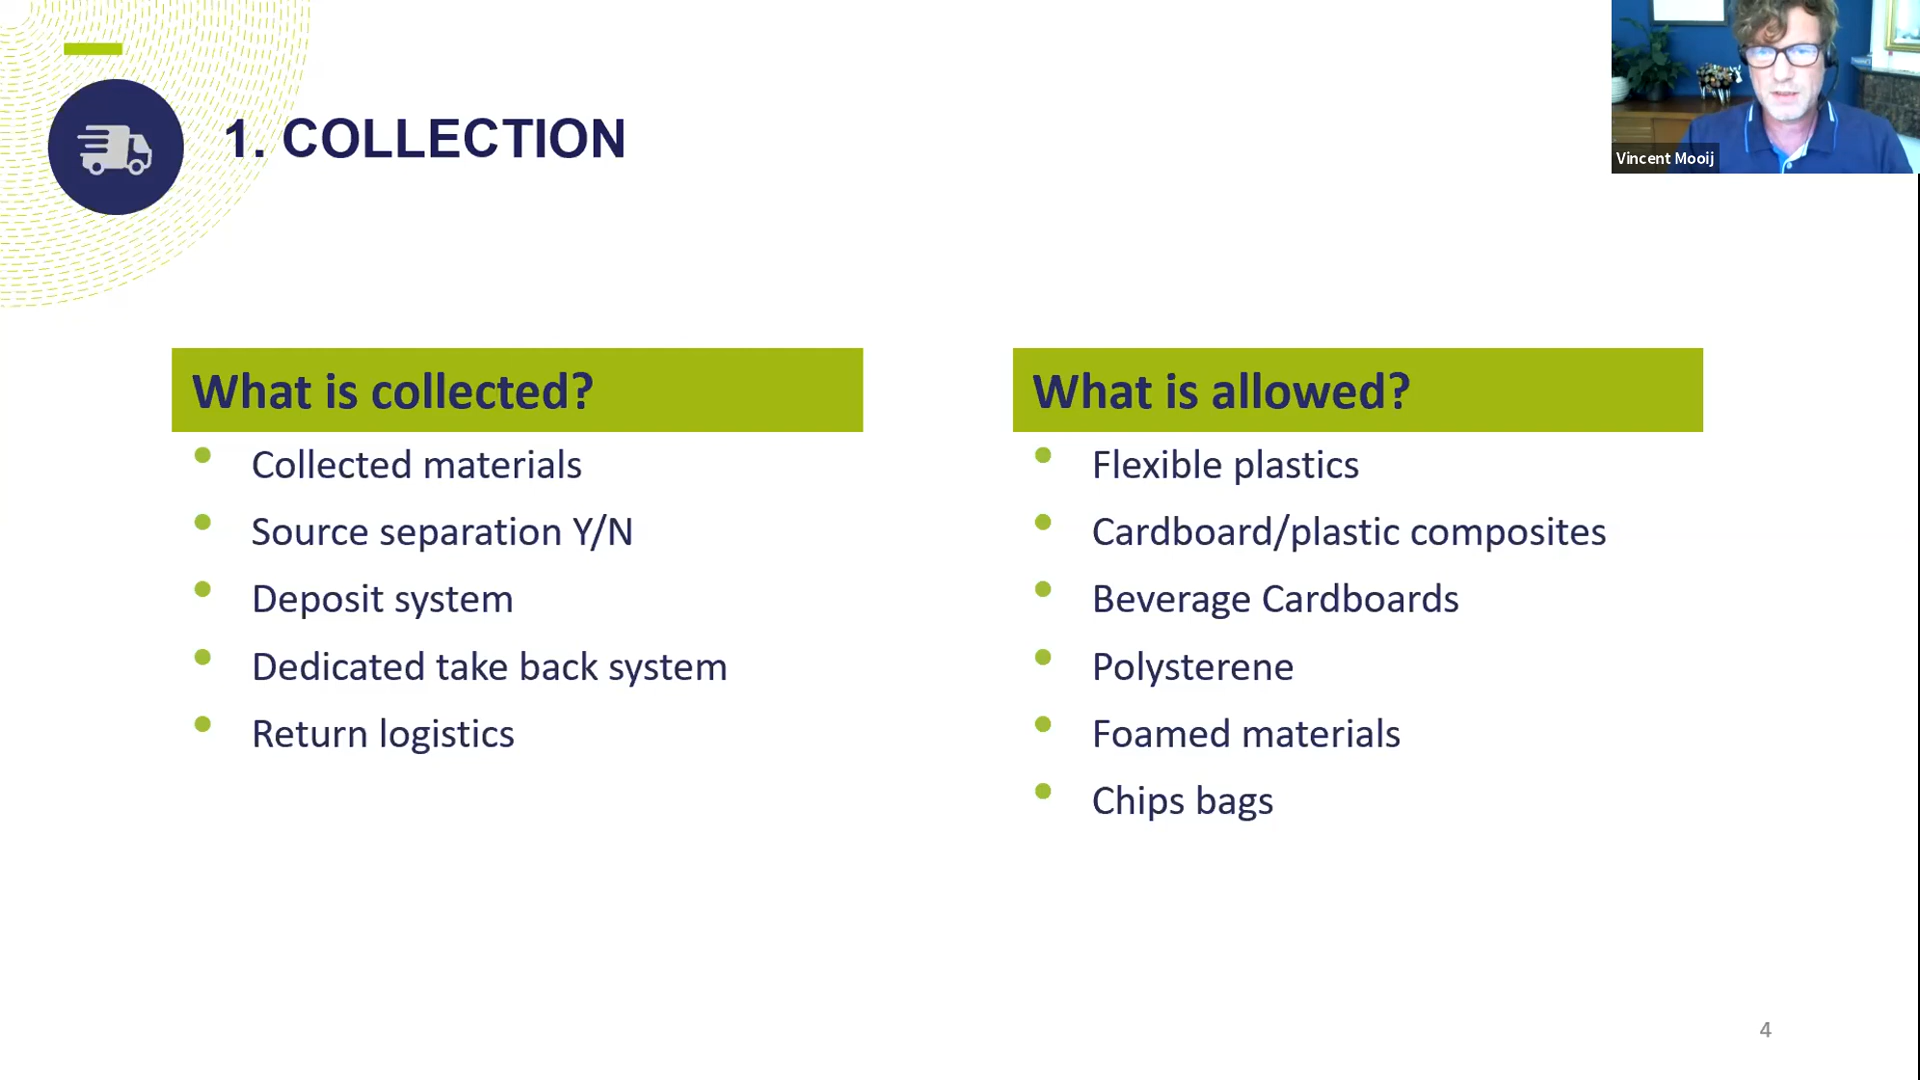 1. COLLECTION
Vincent Mooij
What is collected?
Collected materials
Source separation Y/N
Deposit system
Dedicated take back system
Return logistics
What is allowed?
Flexible plastics
Cardboard/plastic composites
Beverage Cardboards
Polysterene
Foamed materials
Chips bags
4